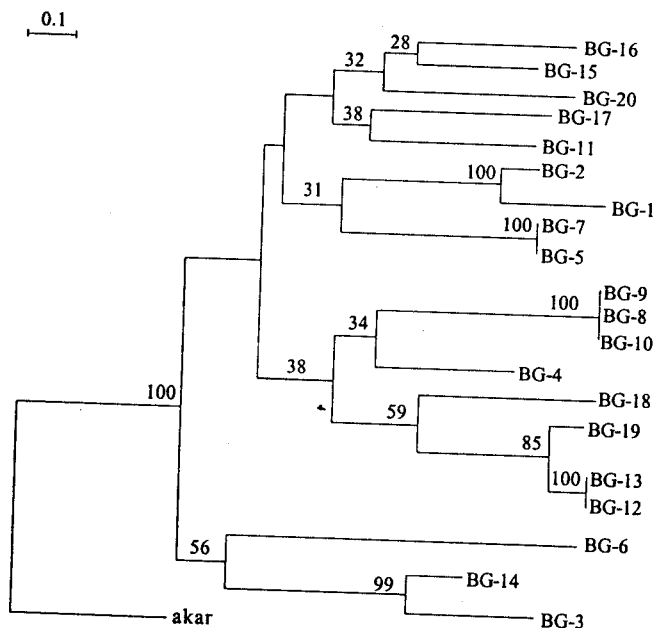 0.1
28
BG-16
32
BG-15
BG-20
38
BG-17
BG-11
100
BG-2
31
BG-1
100
BG-7
BG-5
BG-9
100
BG-8
34
BG-10
38
BG-4
100
59
BG-18
85
BG-19
100
BG-13
BG-12
56
BG-6
99
BG-14
akar
BG-3